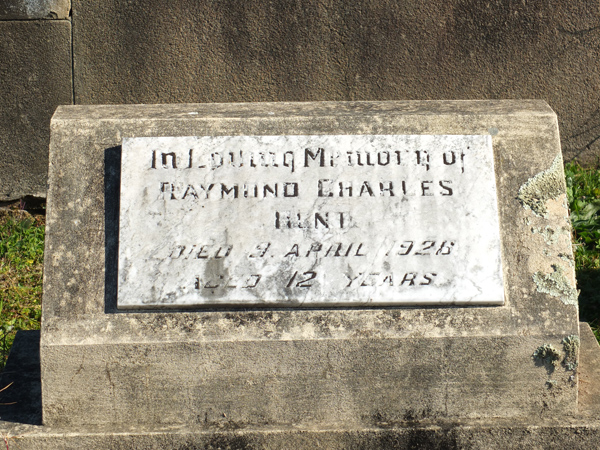 In Loving Memory of
RAYMOND CHARLES
HUNT
DIED 9 APRIL 1926
AGED 12 YEARS